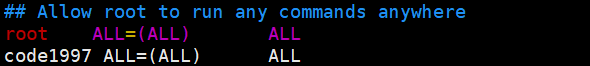 ## Allow root to run any commands anywhere
root    ALL=(ALL)       ALL
code1997 ALL=(ALL)      ALL